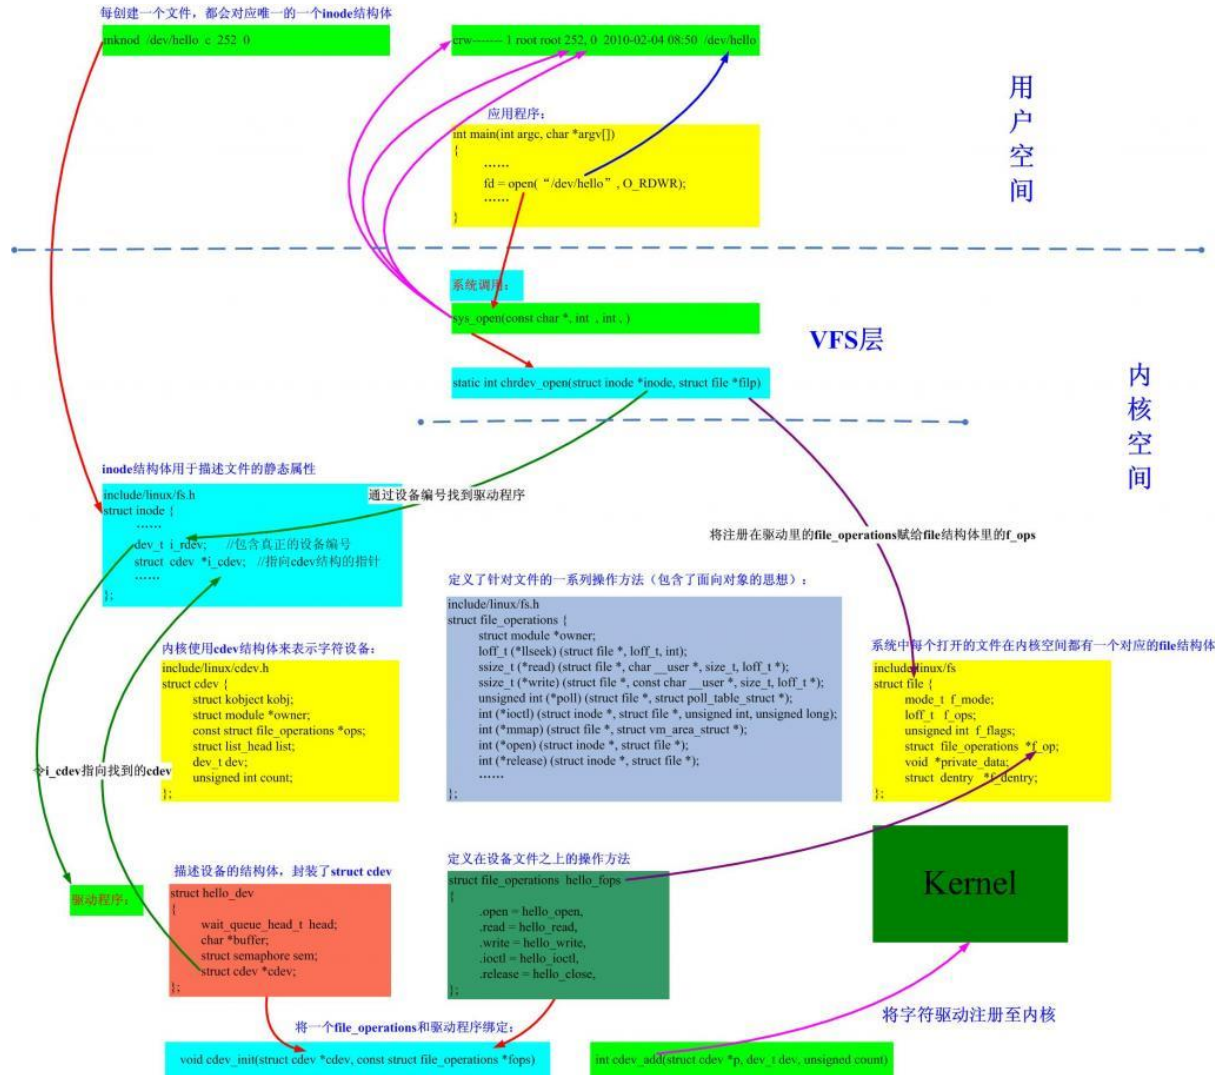 每创建一个文件，都会对应唯一的一个inode结构体
mknod /dev/hello c 252 0
crw------- 1 root root 252, 0 2010-02-04 08:50 /dev/hello
用户空间
应用程序：
int main(int argc, char *argv[])
{
……
fd = open(“/dev/hello”, O_RDWR);
……
}
系统调用：
sys_open(const char *, int , int , )
VFS层
static int chrdev_open(struct inode *inode, struct file *filp)
内核空间
inode结构体用于描述文件的静态属性
include/linux/fs.h
struct inode {
……
dev_t i_rdev; //包含真正的设备编号
struct cdev *i_cdev; //指向cdev结构的指针
……
};
通过设备编号找到驱动程序
将注册在驱动里的file_operations赋给file结构体里的f_ops
内核使用cdev结构体来表示字符设备：
include/linux/cdev.h
struct cdev {
struct kobject kobj;
struct module *owner;
const struct file_operations *ops;
struct list_head list;
dev_t dev;
unsigned int count;
};
令i_cdev指向找到的cdev
定义了针对文件的一系列操作方法（包含了面向对象的思想）：
include/linux/fs.h
struct file_operations {
struct module *owner;
loff_t (*llseek) (struct file *, loff_t, int);
ssize_t (*read) (struct file *, char __user *, size_t, loff_t *);
ssize_t (*write) (struct file *, const char __user *, size_t, loff_t *);
unsigned int (*poll) (struct file *, struct poll_table_struct *);
int (*ioctl) (struct inode *, struct file *, unsigned int, unsigned long);
int (*mmap) (struct file *, struct vm_area_struct *);
int (*open) (struct inode *, struct file *);
int (*release) (struct inode *, struct file *);
……
};
系统中每个打开的文件在内核空间都有一个对应的file结构体
include/linux/fs
struct file {
mode_t f_mode;
loff_t f_ops;
unsigned int f_flags;
struct file_operations *f_op;
void *private_data;
struct dentry *f_dentry;
};
驱动程序：
描述设备的结构体，封装了struct cdev
struct hello_dev
{
wait_queue_head_t head;
char *buffer;
struct semaphore sem;
struct cdev *cdev;
};
定义在设备文件之上的操作方法
struct file_operations hello_fops
{
.open = hello_open,
.read = hello_read,
.write = hello_write,
.ioctl = hello_ioctl,
.release = hello_close,
};
Kernel
将一个file_operations和驱动程序绑定：
void cdev_init(struct cdev *cdev, const struct file_operations *fops)
将字符驱动注册至内核
int cdev_add(struct cdev *p, dev_t dev, unsigned count)